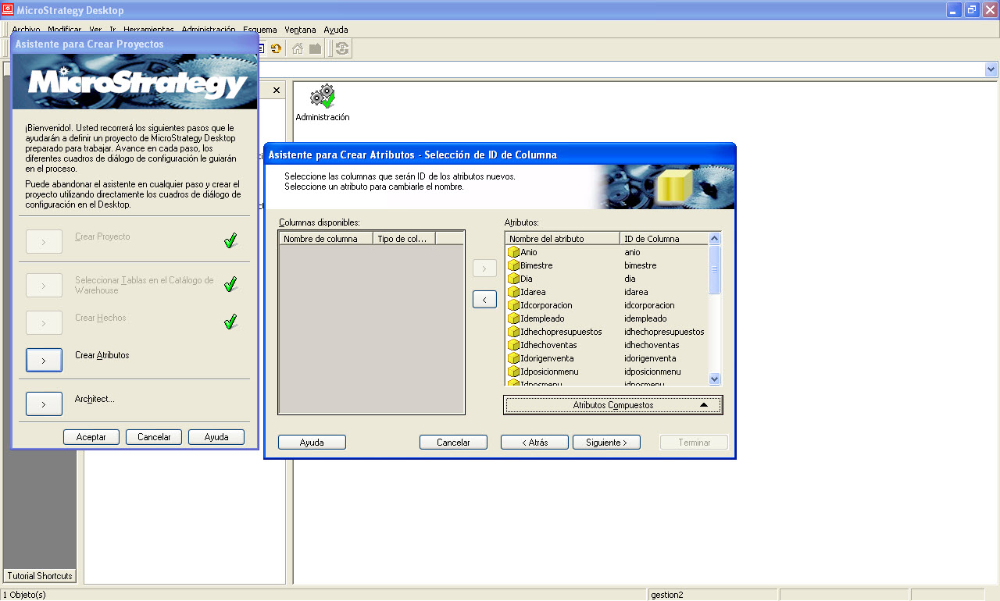 MicroStrategy Desktop
Archivo Modificar Ver Ir Herramientas Administración Esquema Ventana Ayuda
Asistente para Crear Proyectos
MicroStrategy
¡Bienvenido!. Usted recorrerá los siguientes pasos que le
ayudarán a definir un proyecto de MicroStrategy Desktop
preparado para trabajar. Avance en cada paso, los
diferentes cuadros de diálogo de configuración le guiarán
en el proceso.
Puede abandonar el asistente en cualquier paso y crear el
proyecto utilizando directamente los cuadros de diálogo de
configuración en el Desktop.
> Crear Proyecto
> Seleccionar Tablas en el Catálogo de
Warehouse
> Crear Hechos
> Crear Atributos
> Architect...
Aceptar Cancelar Ayuda
Tutorial Shortcuts
Administración
Asistente para Crear Atributos - Selección de ID de Columna
Seleccione las columnas que serán ID de los atributos nuevos.
Seleccione un atributo para cambiarle el nombre.
Columnas disponibles:
Nombre de columna Tipo de col...
>
<
Atributos:
Nombre del atributo ID de Columna
Anio anio
Bimestre bimestre
Dia dia
Idarea idarea
Idcorporacion idcorporacion
Idempleado idempleado
Idhechopresupuestos idhechopresupuestos
Idhechoventas idhechoventas
Idorigenventa idorigenventa
Idposicionmenu idposicionmenu
Idposmenu idposmenu
Atributos Compuestos
Ayuda Cancelar < Atrás Siguiente > Terminar
1 Objeto(s) gestion2